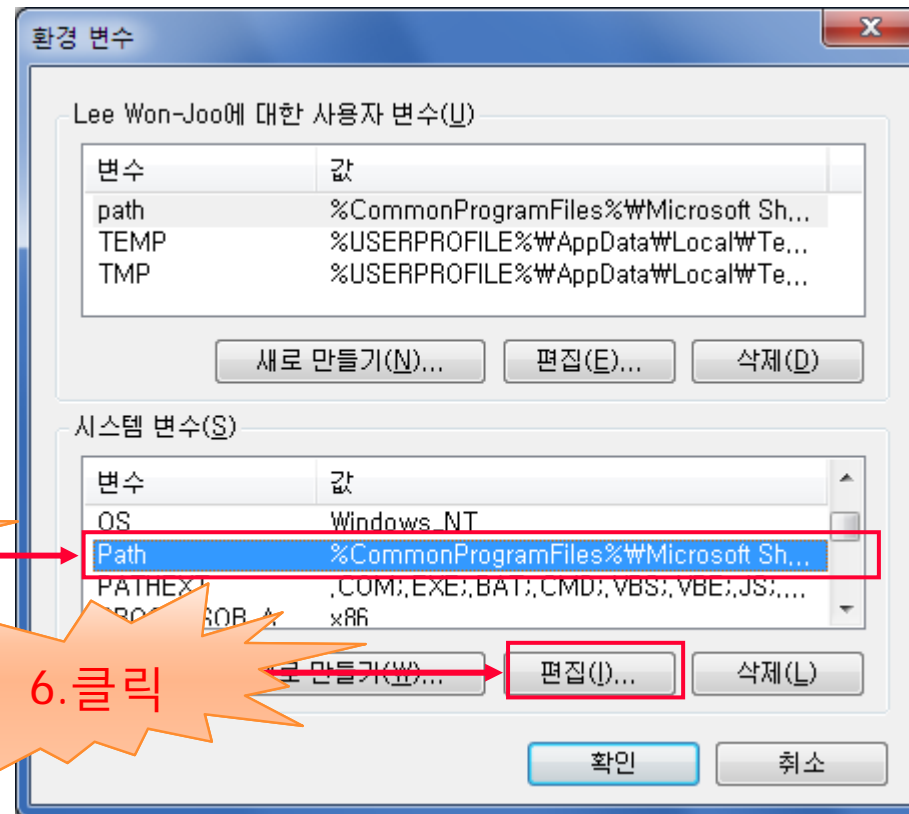 환경 변수
Lee Won-Joo에 대한 사용자 변수(U)
변수 값
path %CommonProgramFiles%₩Microsoft Sh...
TEMP %USERPROFILE%₩AppData₩Local₩Te...
TMP %USERPROFILE%₩AppData₩Local₩Te...
새로 만들기(N)... 편집(E)... 삭제(D)
시스템 변수(S)
변수 값
OS Windows_NT
Path %CommonProgramFiles%₩Microsoft Sh...
PATHEXT .COM;.EXE;.BAT;.CMD;.VBS;.VBE;.JS;....
x86
만들기(W)... 편집(I)... 삭제(L)
6.클릭
확인 취소